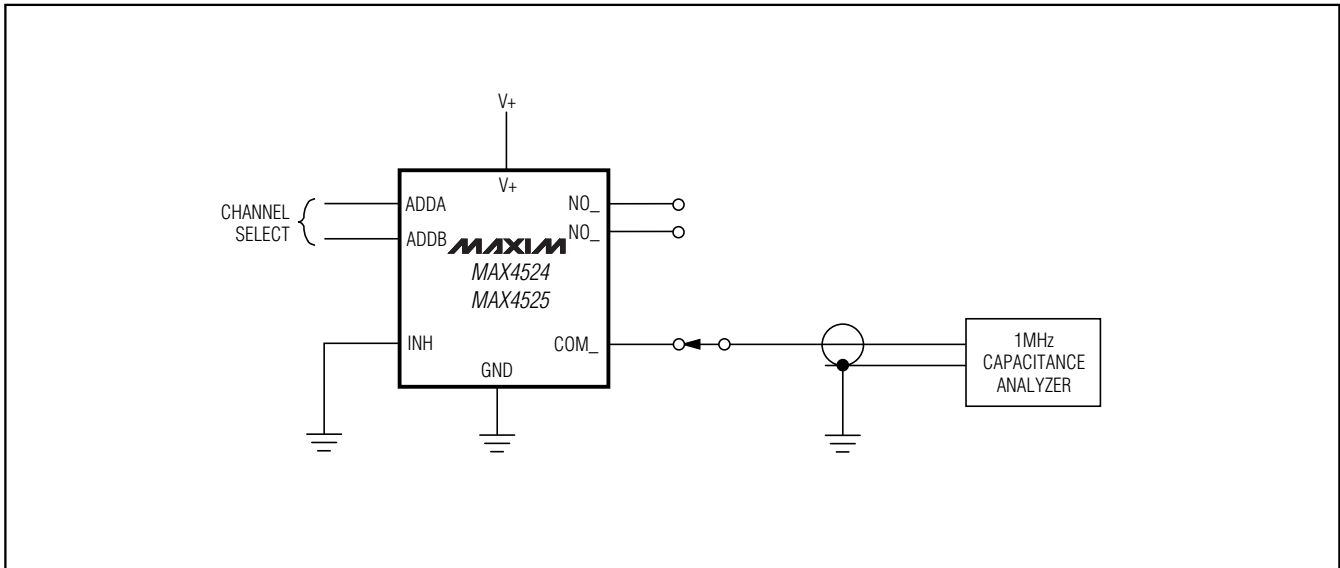 V+
V+
CHANNEL
SELECT
ADDA
ADDB
NO_
NO_
MAXIM
MAX4524
MAX4525
INH
COM_
GND
1MHz
CAPACITANCE
ANALYZER